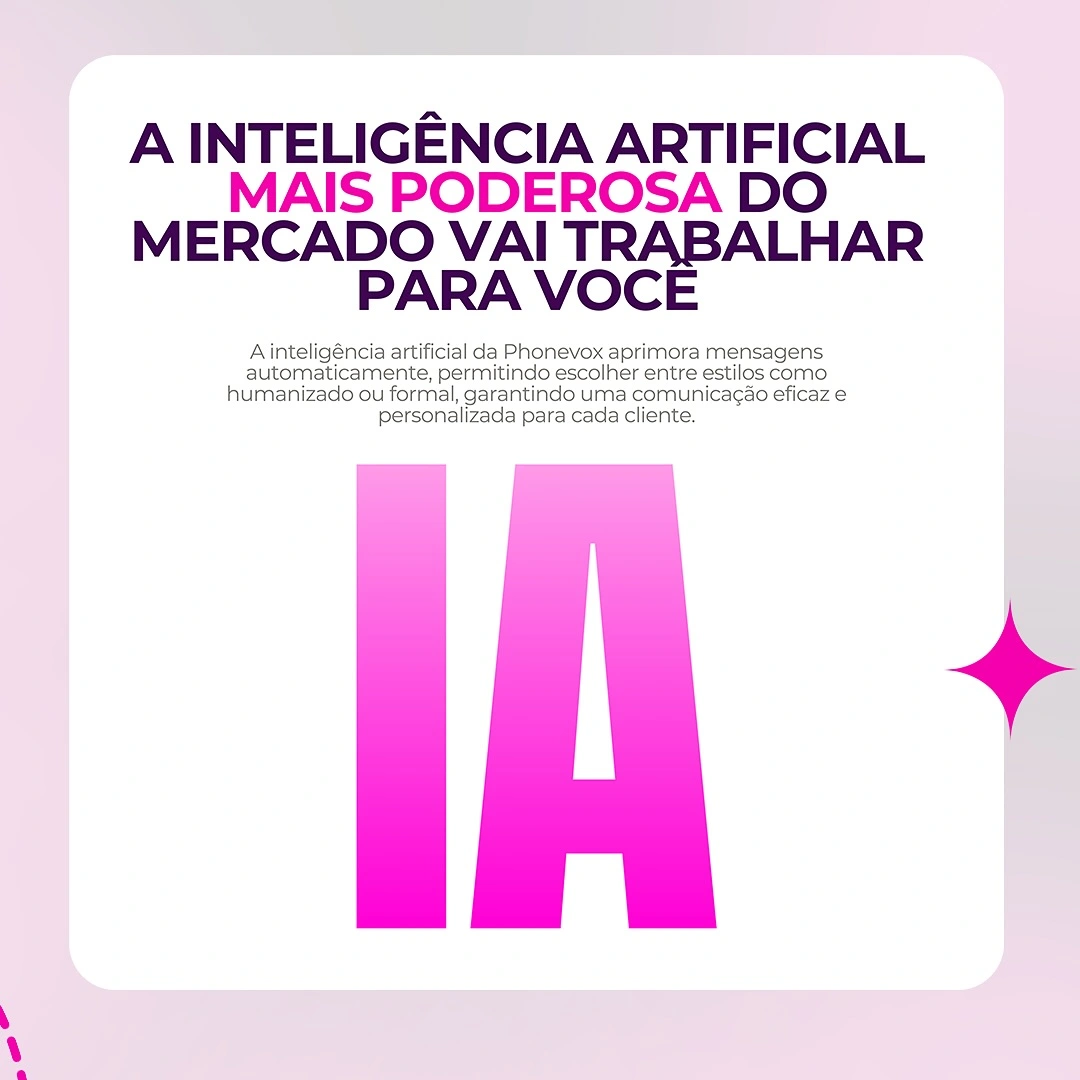 A INTELIGÊNCIA ARTIFICIAL
MAIS PODEROSA DO
MERCADO VAI TRABALHAR
PARA VOCÊ
A inteligência artificial da Phonevox aprimora mensagens
automaticamente, permitindo escolher entre estilos como
humanizado ou formal, garantindo uma comunicação eficaz e
personalizada para cada cliente.
IA